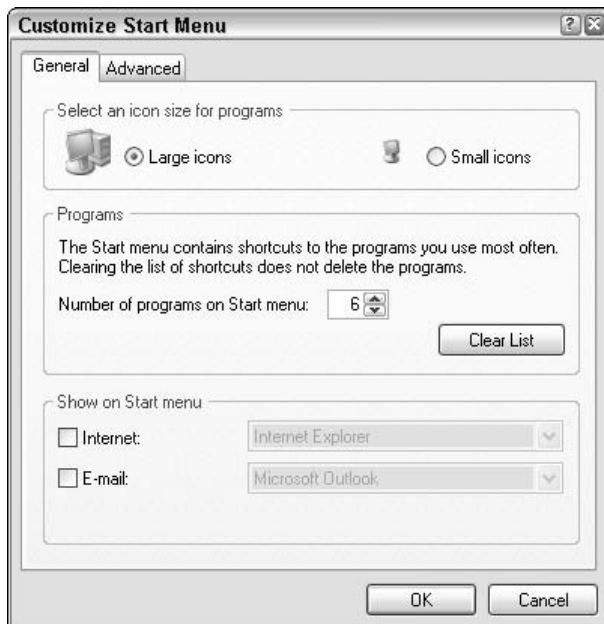 Customize Start Menu
General Advanced
Select an icon size for programs
Large icons Small icons
Programs
The Start menu contains shortcuts to the programs you use most often.
Clearing the list of shortcuts does not delete the programs.
Number of programs on Start menu: 6
Clear List
Show on Start menu
Internet: Internet Explorer
E-mail: Microsoft Outlook
OK Cancel